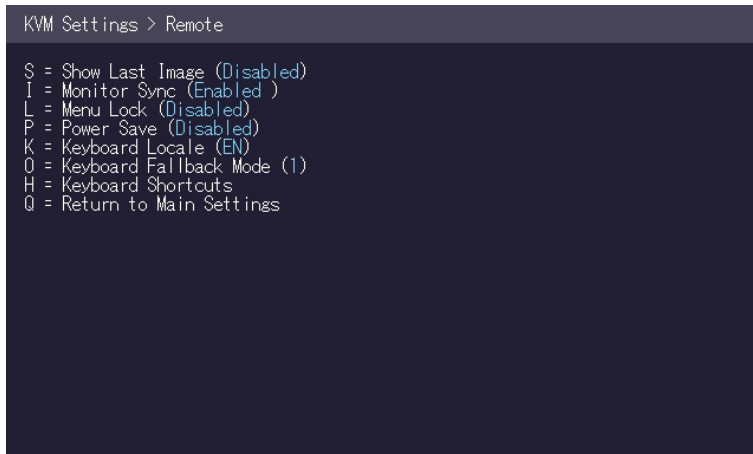 KVM Settings > Remote
S = Show Last Image (Disabled)
I = Monitor Sync (Enabled )
L = Menu Lock (Disabled)
P = Power Save (Disabled)
K = Keyboard Locale (EN)
O = Keyboard Fallback Mode (1)
H = Keyboard Shortcuts
Q = Return to Main Settings